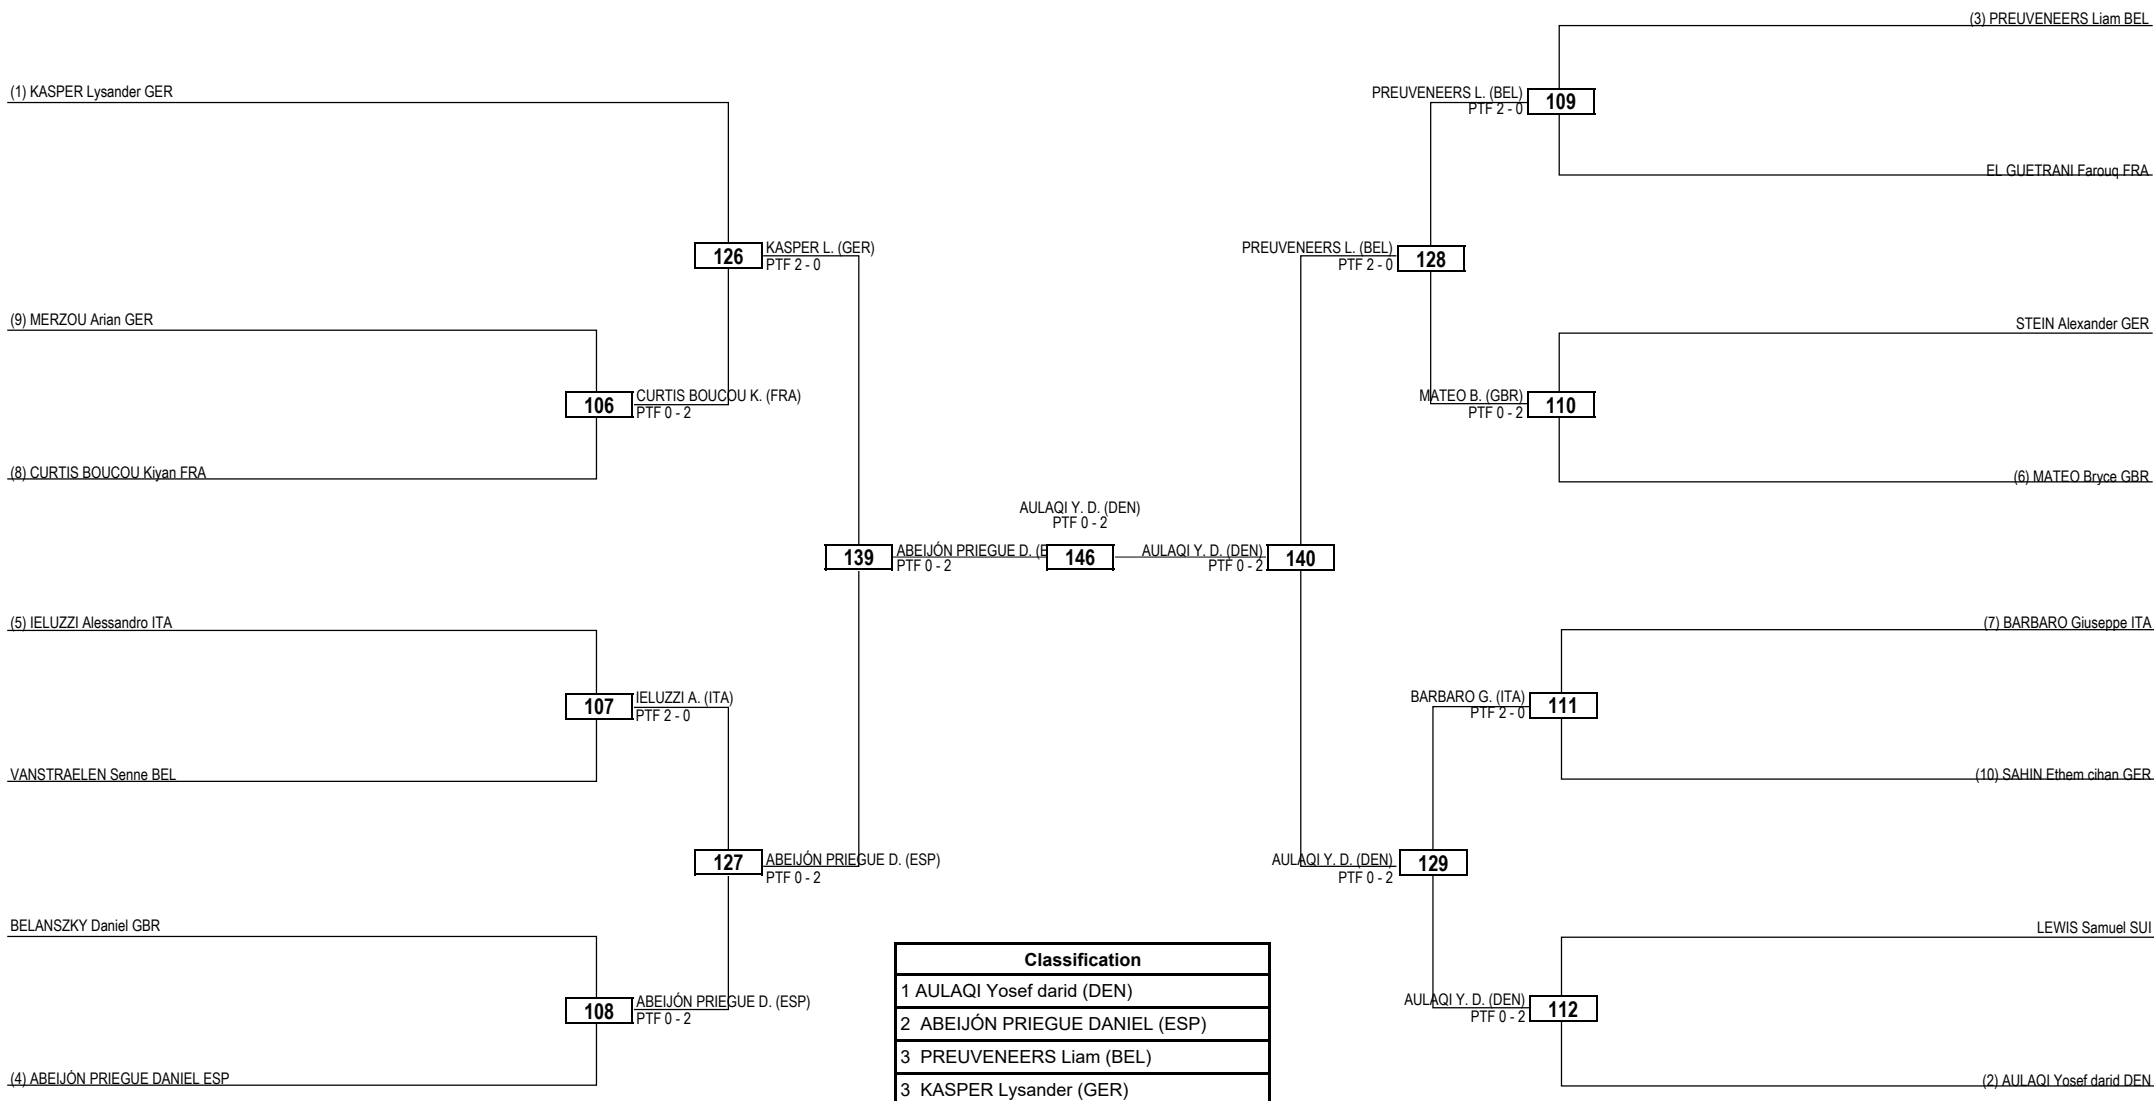 (3) PREUVENEERS Liam BEL
(1) KASPER Lysander GER
PREUVENEERS L. (BEL)
PTF 2 - 0
109
EL GUETRANI Farouq FRA
126
KASPER L. (GER)
PTF 2 - 0
PREUVENEERS L. (BEL)
PTF 2 - 0
128
(9) MERZOU Arian GER
STEIN Alexander GER
106
CURTIS BOUCOU K. (FRA)
PTF 0 - 2
MATEO B. (GBR)
PTF 0 - 2
110
(8) CURTIS BOUCOU Kiyan FRA
(6) MATEO Bryce GBR
AULAQI Y. D. (DEN)
PTF 0 - 2
139
ABEIJÓN PRIEGUE D. (E
PTF 0 - 2
146
AULAQI Y. D. (DEN)
PTF 0 - 2
140
(5) IELUZZI Alessandro ITA
(7) BARBARO Giuseppe ITA
107
IELUZZI A. (ITA)
PTF 2 - 0
BARBARO G. (ITA)
PTF 2 - 0
111
VANSTRAELEN Senne BEL
(10) SAHIN Ethem cihan GER
127
ABEIJÓN PRIEGUE D. (ESP)
PTF 0 - 2
AULAQI Y. D. (DEN)
PTF 0 - 2
129
BELANSZKY Daniel GBR
LEWIS Samuel SUI
108
ABEIJÓN PRIEGUE D. (ESP)
PTF 0 - 2
AULAQI Y. D. (DEN)
PTF 0 - 2
112
(4) ABEIJÓN PRIEGUE DANIEL ESP
(2) AULAQI Yosef darid DEN
Classification
1 AULAQI Yosef darid (DEN)
2 ABEIJÓN PRIEGUE DANIEL (ESP)
3 PREUVENEERS Liam (BEL)
3 KASPER Lysander (GER)